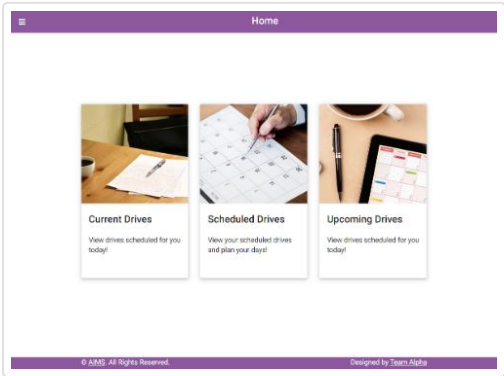 Home
Current Drives
View drives scheduled for you
today!
Scheduled Drives
View your scheduled drives
and plan your days!
Upcoming Drives
View drives scheduled for you
today!
© AIMS. All Rights Reserved.
Designed by Team Alpha